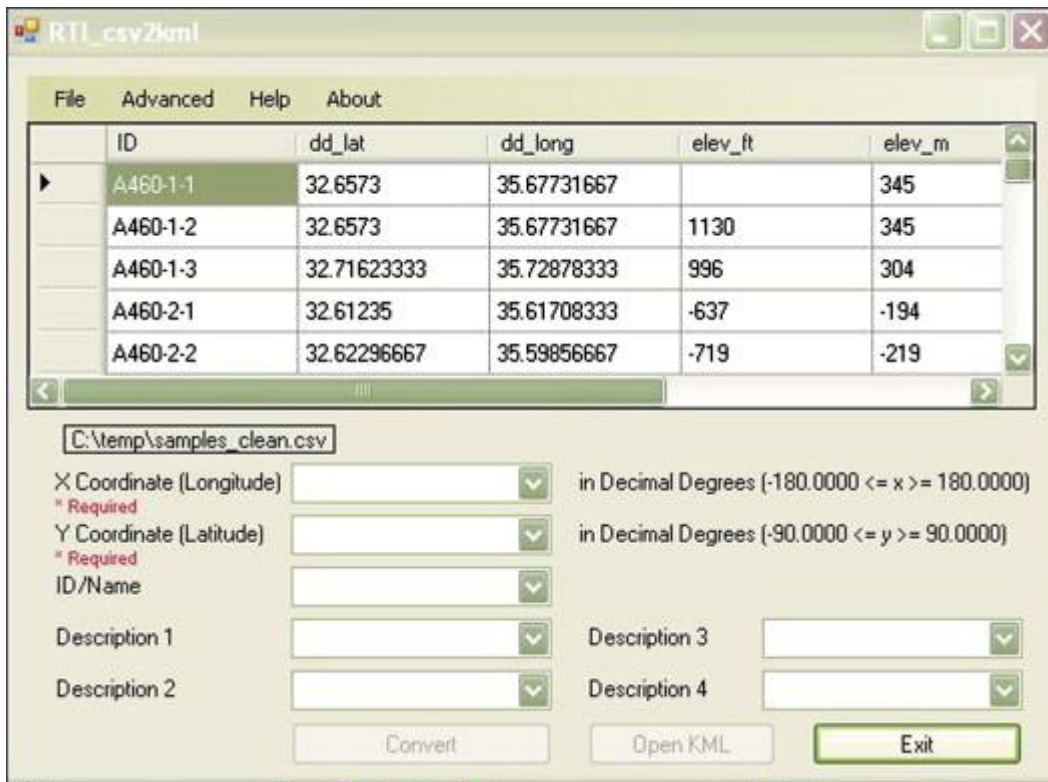 RTI_csv2kml
File Advanced Help About
ID dd_lat dd_long elev_ft elev_m
A460-1-1 32.6573 35.67731667 345
A460-1-2 32.6573 35.67731667 1130 345
A460-1-3 32.71623333 35.72878333 996 304
A460-2-1 32.61235 35.61708333 -637 -194
A460-2-2 32.62296667 35.59856667 -719 -219
C:\temp\samples_clean.csv
X Coordinate (Longitude) in Decimal Degrees (-180.0000 <= x >= 180.0000)
* Required
Y Coordinate (Latitude) in Decimal Degrees (-90.0000 <= y >= 90.0000)
* Required
ID/Name
Description 1 Description 3
Description 2 Description 4
Convert Open KML Exit